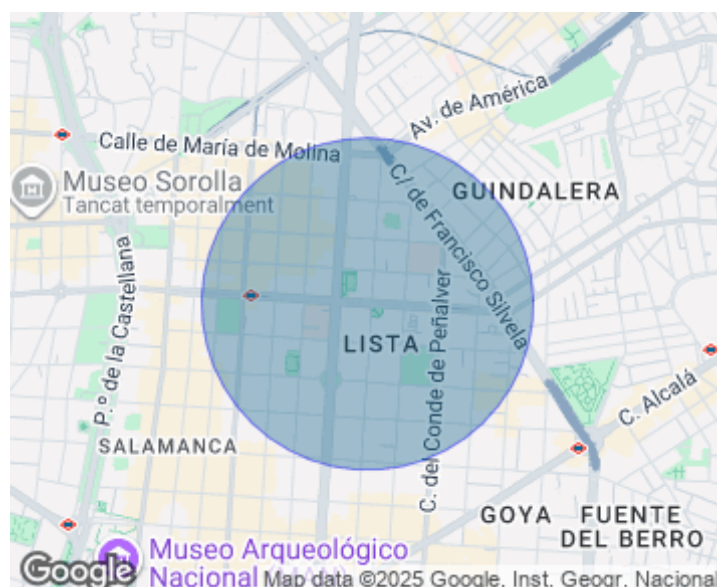 Av. de América
Calle de María de Molina
Museo Sorolla
Tancat temporalment
GUINDALERA
C/ de Francisco Silvela
P.º de la Castellana
LISTA
C. del Conde de Peñalver
C. Alcalá
SALAMANCA
GOYA
FUENTE
DEL BERRO
Museo Arqueológico
Nacional (MAN)
Google
Map data ©2025 Google, Inst. Geogr. Nacional